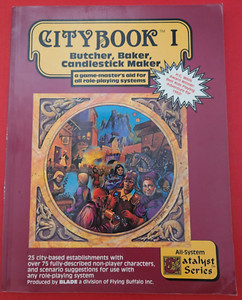 CITYBOOK™ I
Butcher, Baker,
Candlestick Maker
a game-master's aid for
all role-playing systems
25 city-based establishments with
over 75 fully-described non-player characters,
and scenario suggestions for use with
any role-playing system
Produced by BLADE a division of Flying Buffalo Inc.
All-System
Catalyst
Series